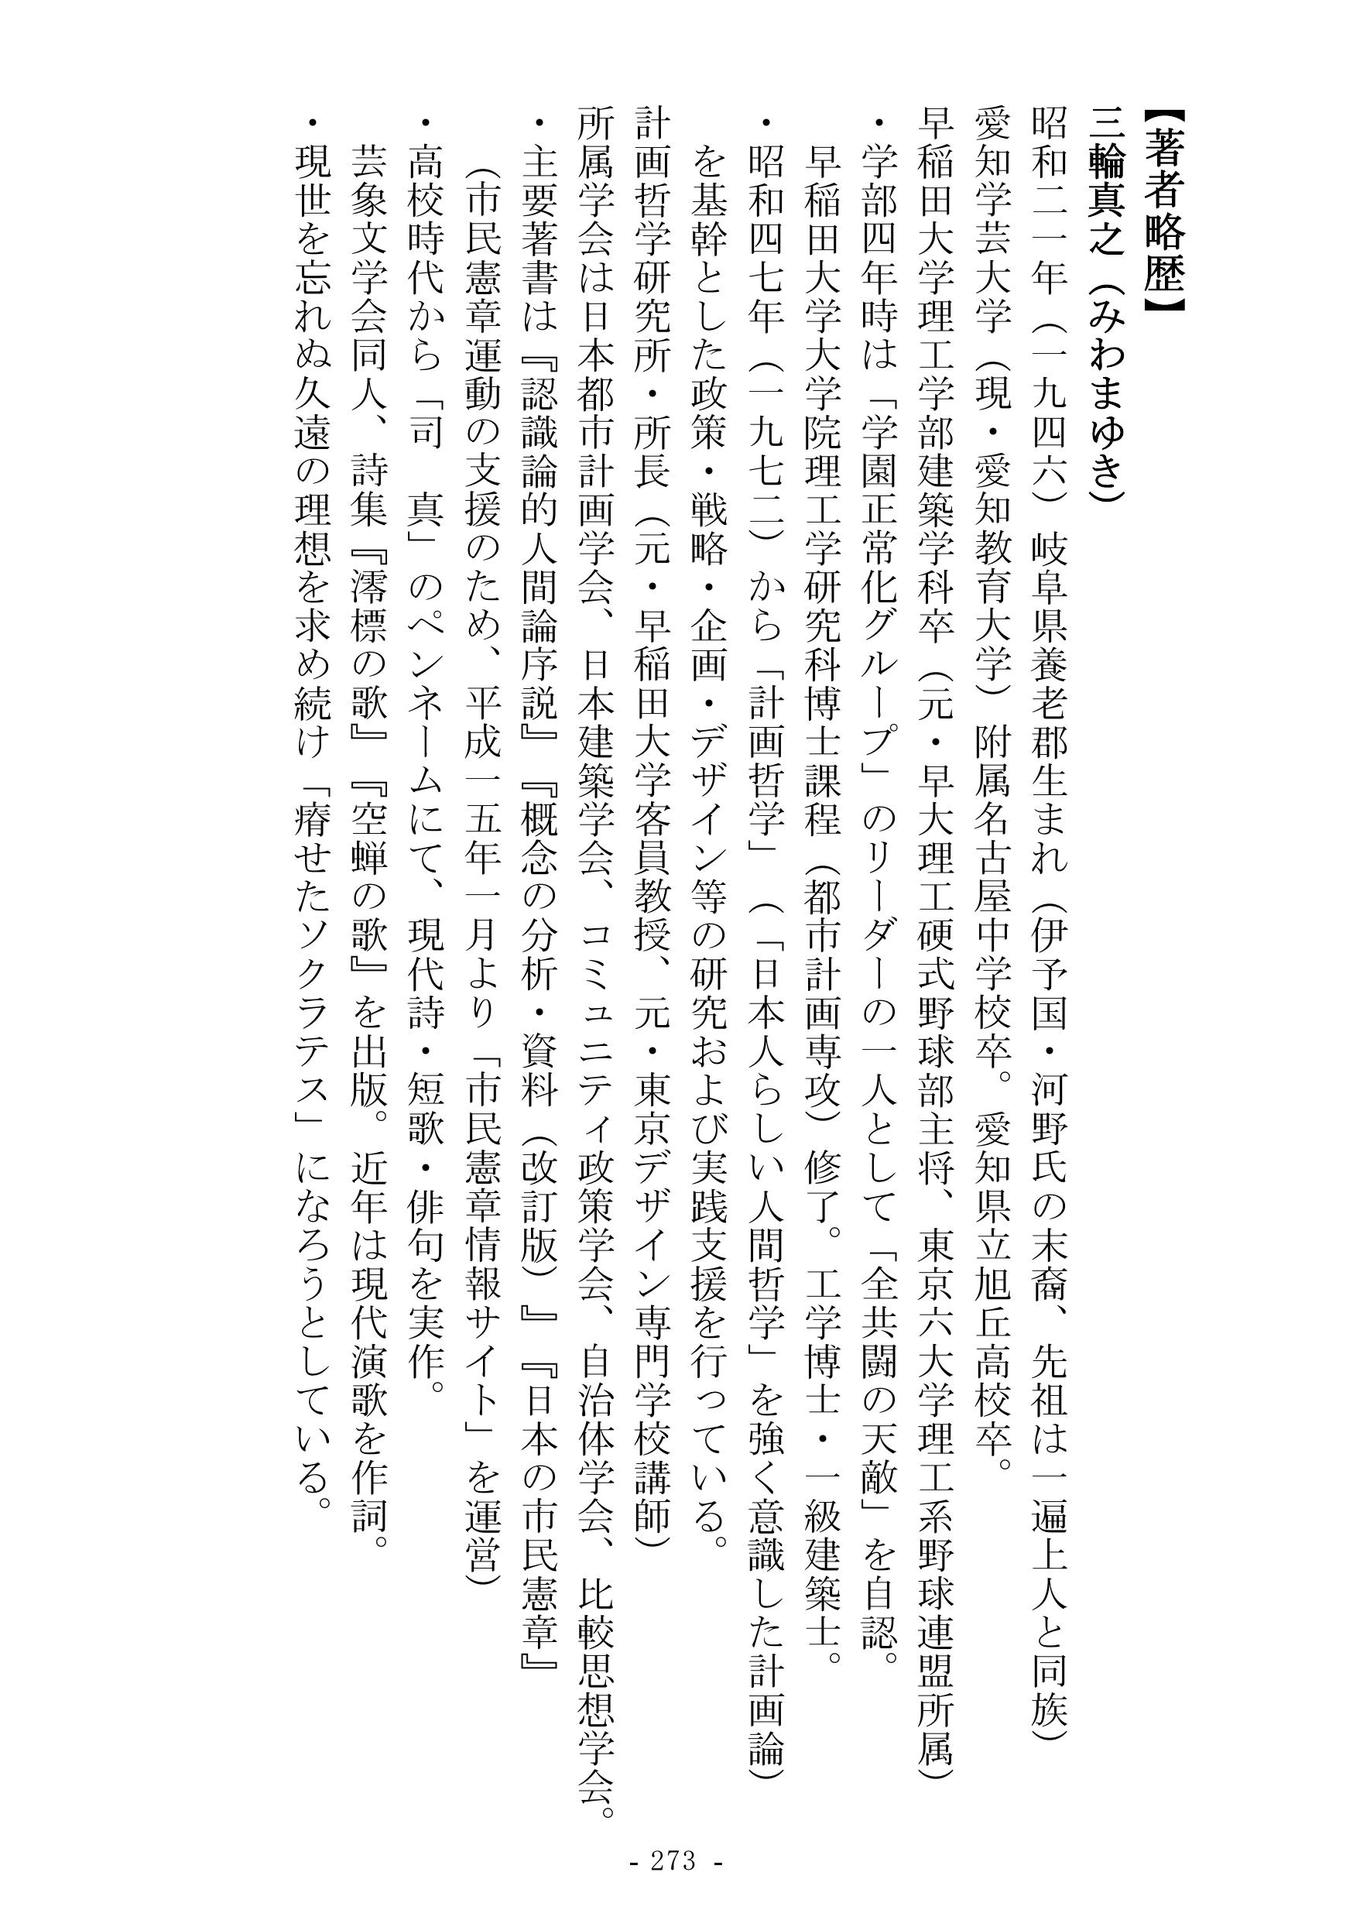 【著者略歴】
三輪真之（みわまゆき）
昭和二一年（一九四六）岐阜県養老郡生まれ（伊予国・河野氏の末裔、先祖は一遍上人と同族）
愛知学芸大学（現・愛知教育大学）附属名古屋中学校卒。愛知県立旭丘高校卒。
早稲田大学理工学部建築学科卒（元・早大理工硬式野球部主将、東京六大学理工系野球連盟所属）
・学部四年時は「学園正常化グループ」のリーダーの一人として「全共闘の天敵」を自認。
早稲田大学大学院理工学研究科博士課程（都市計画専攻）修了。工学博士・一級建築士。
・昭和四七年（一九七二）から「計画哲学」（「日本人らしい人間哲学」を強く意識した計画論）
を基幹とした政策・戦略・企画・デザイン等の研究および実践支援を行っている。
計画哲学研究所・所長（元・早稲田大学客員教授、元・東京デザイン専門学校講師）
所属学会は日本都市計画学会、日本建築学会、コミュニティ政策学会、自治体学会、比較思想学会。
・主要著書は『認識論的人間論序説』『概念の分析・資料（改訂版）』『日本の市民憲章』
（市民憲章運動の支援のため、平成一五年一月より「市民憲章情報サイト」を運営）
・高校時代から「司　真」のペンネームにて、現代詩・短歌・俳句を実作。
芸象文学会同人、詩集『澪標の歌』『空蝉の歌』を出版。近年は現代演歌を作詞。
・現世を忘れぬ久遠の理想を求め続け「瘠せたソクラテス」になろうとしている。
- 273 -